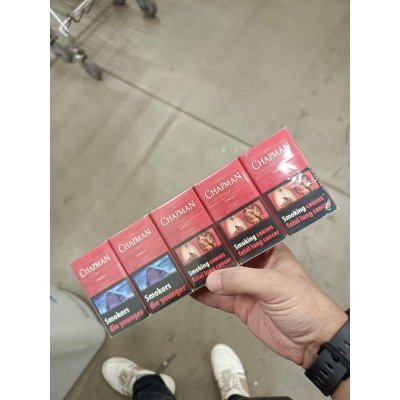 CHAPMAN
Smokers
die younger
CHAPMAN
Smokers
die younger
CHAPMAN
Smoking causes
fatal lung cancer
CHAPMAN
Smoking causes
fatal lung cancer
CHAPMAN
Smoking causes
fatal lung cancer